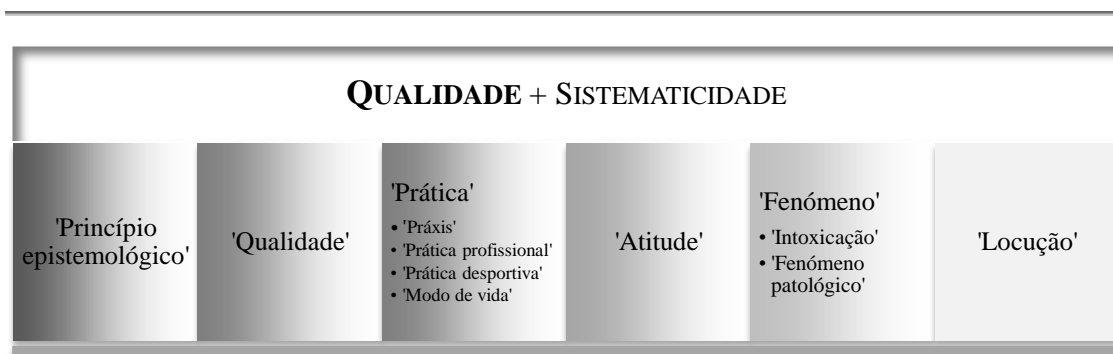 QUALIDADE + SISTEMATICIDADE
'Princípio
epistemológico'
'Qualidade'
'Prática'
• 'Práxis'
• 'Prática profissional'
• 'Prática desportiva'
• 'Modo de vida'
'Atitude'
'Fenómeno'
• 'Intoxicação'
• 'Fenómeno
patológico'
'Locução'